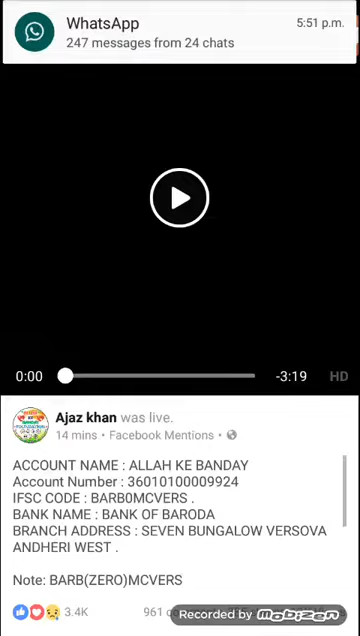 WhatsApp
5:51 p.m.
247 messages from 24 chats
0:00
-3:19
HD
Ajaz khan was live.
14 mins · Facebook Mentions ·
ACCOUNT NAME : ALLAH KE BANDAY
Account Number : 36010100009924
IFSC CODE : BARB0MCVERS .
BANK NAME : BANK OF BARODA
BRANCH ADDRESS : SEVEN BUNGALOW VERSOVA
ANDHERI WEST .
Note: BARB(ZERO)MCVERS
3.4K
961
Recorded by mobizen